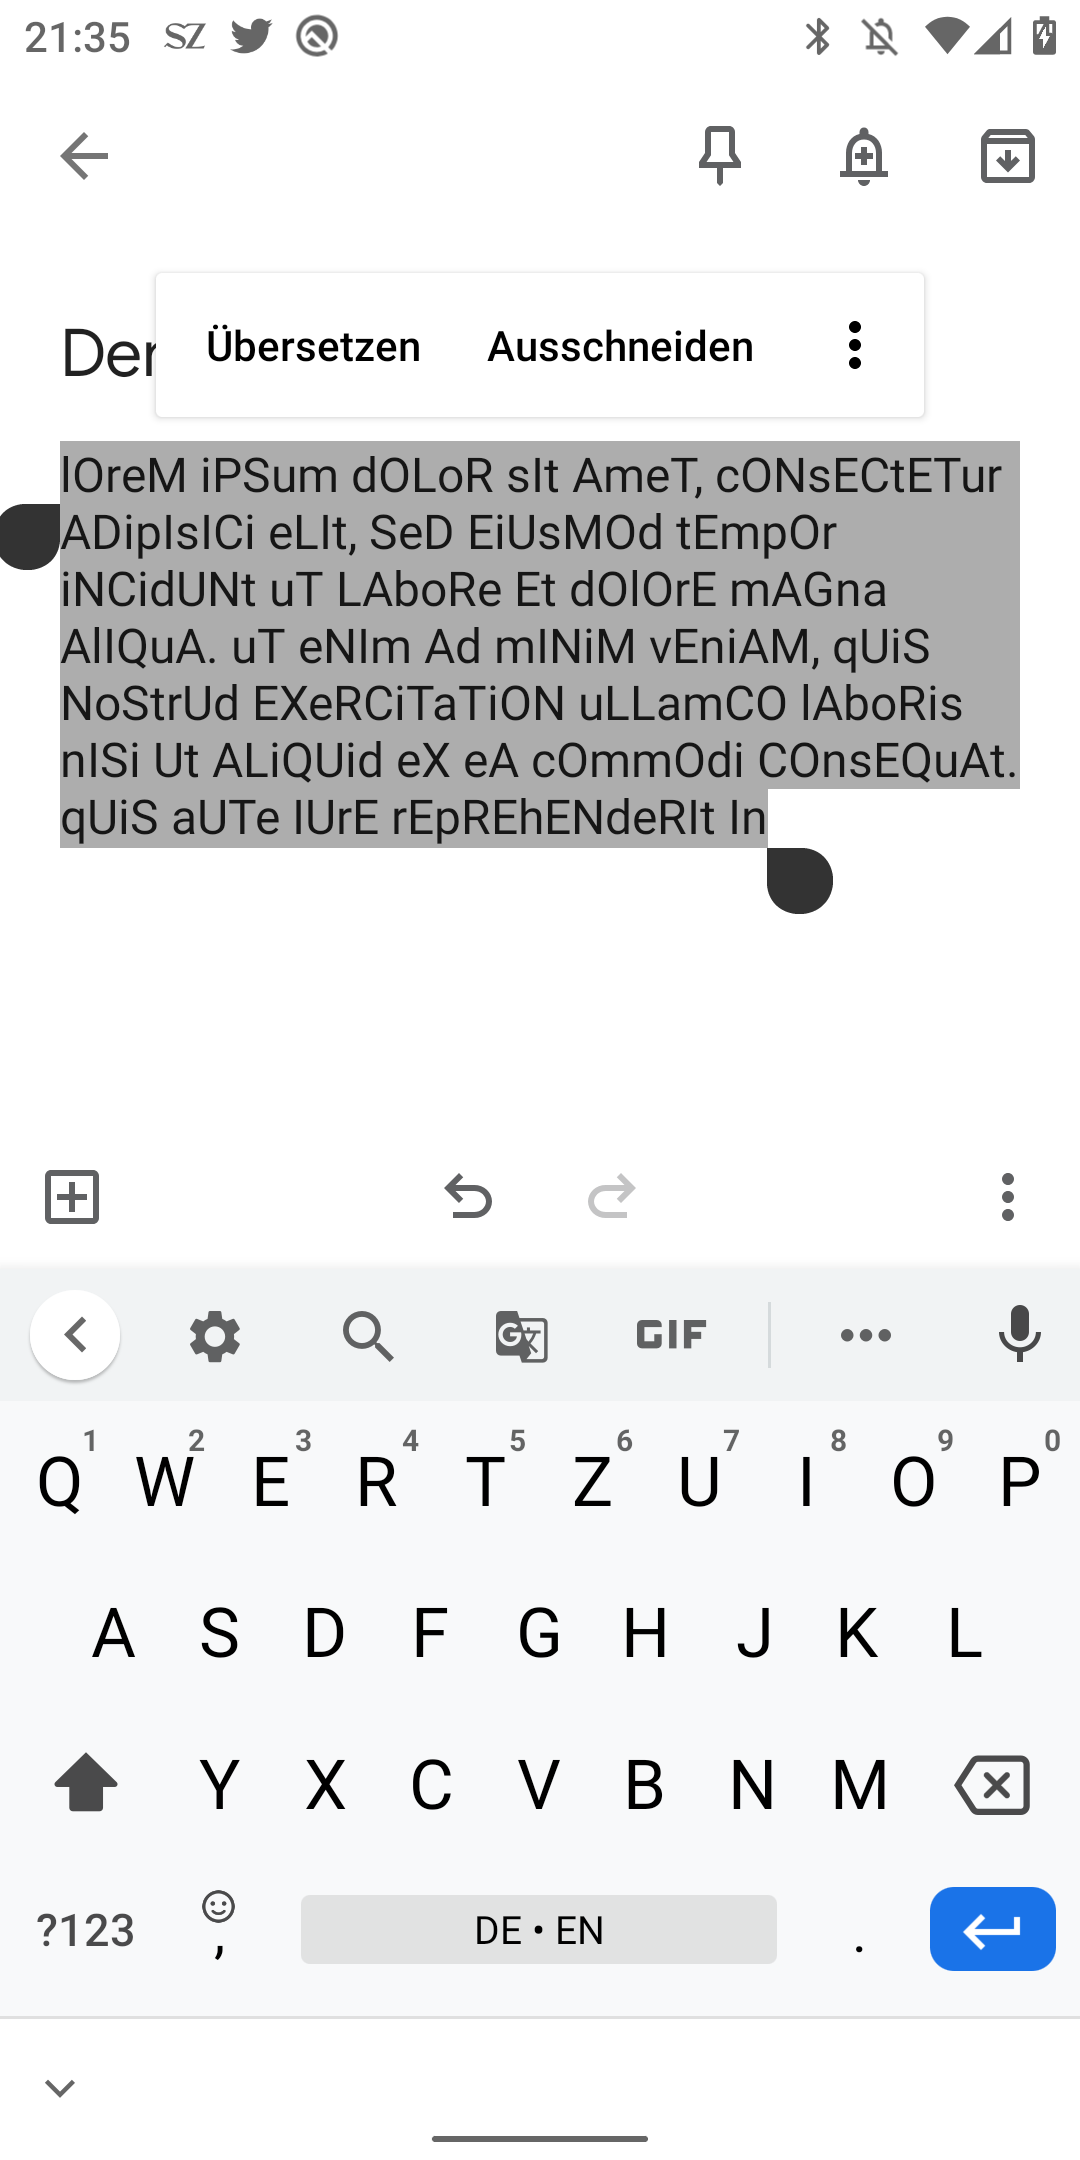 21:35 SZ
Übersetzen Ausschneiden
lOreM iPSum dOLoR sIt AmeT, cONsECtETur
ADipIsICi eLIt, SeD EiUsMOd tEmpOr
iNCidUNt uT LAboRe Et dOlOrE mAGna
AlIQuA. uT eNIm Ad mINiM vEniAM, qUiS
NoStrUd EXeRCiTaTiON uLLamCO lAboRis
nISi Ut ALiQUid eX eA cOmmOdi COnsEQuAt.
qUiS aUTe IUrE rEpREhENdeRIt In
GIF
1 2 3 4 5 6 7 8 9 0
Q W E R T Z U I O P
A S D F G H J K L
Y X C V B N M
?123 , DE • EN .